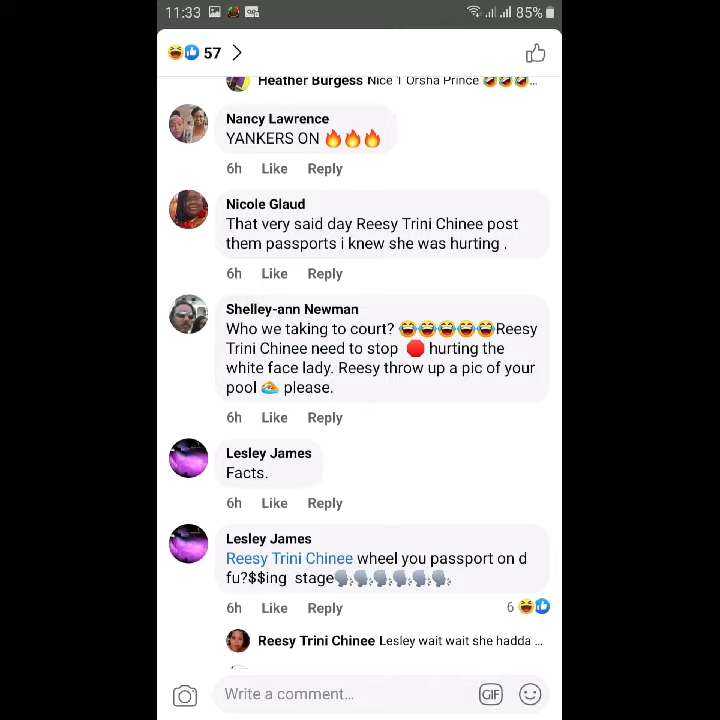 11:33
85%
57
Heather Burgess Nice 1 Orsha Prince 🤣🤣🤣...
Nancy Lawrence
YANKERS ON 🔥🔥🔥
6h Like Reply
Nicole Glaud
That very said day Reesy Trini Chinee post
them passports i knew she was hurting .
6h Like Reply
Shelley-ann Newman
Who we taking to court? 😂😂😂😂😂Reesy
Trini Chinee need to stop 🛑 hurting the
white face lady. Reesy throw up a pic of your
pool 🏊 please.
6h Like Reply
Lesley James
Facts.
6h Like Reply
Lesley James
Reesy Trini Chinee wheel you passport on d
fu?$$ing stage🗣🗣🗣🗣🗣🗣
6h Like Reply 6
Reesy Trini Chinee Lesley wait wait she hadda ...
Write a comment...
GIF